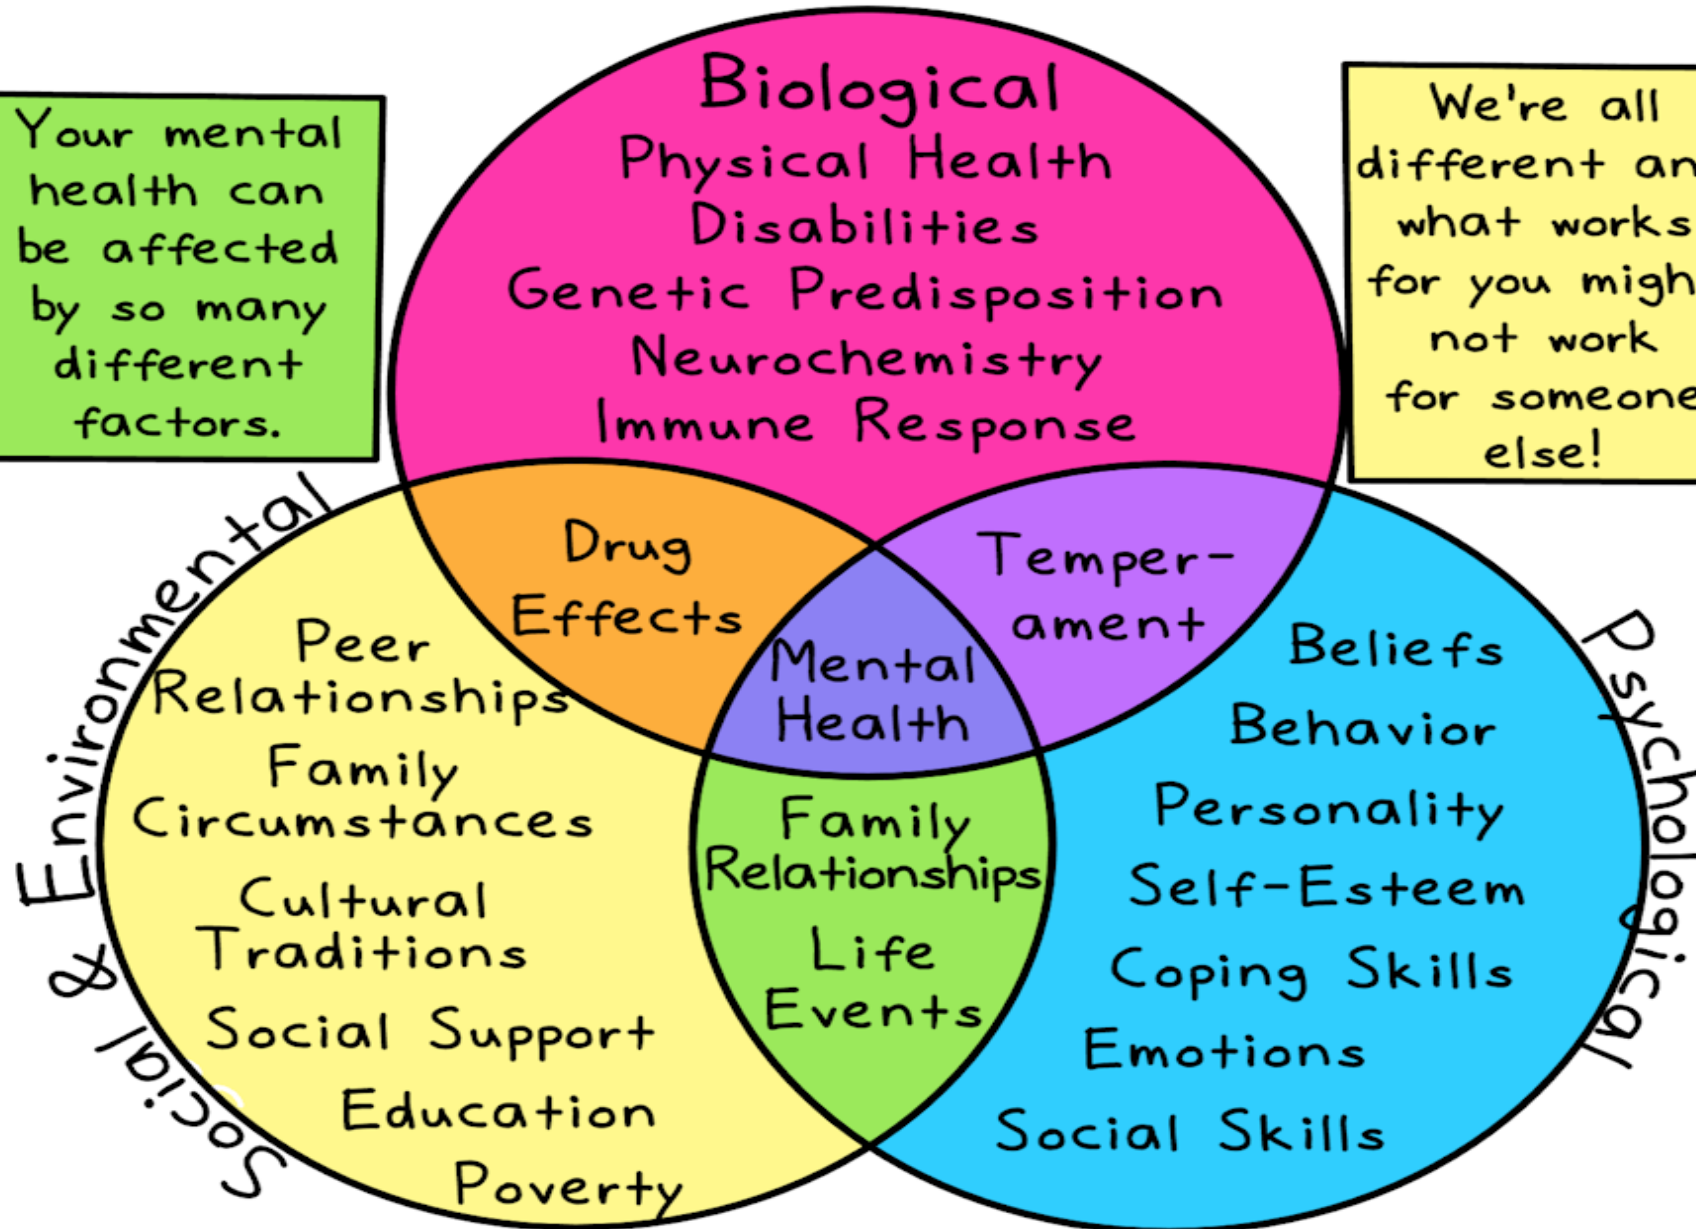 Your mental
health can
be affected
by so many
different
factors.
Biological
Physical Health
Disabilities
Genetic Predisposition
Neurochemistry
Immune Response
We're all
different an
what works
for you migh
not work
for someone
else!
Social & Environmental
Peer
Relationships
Family
Circumstances
Cultural
Traditions
Social Support
Education
Poverty
Drug
Effects
Temper-
ament
Mental
Health
Family
Relationships
Life
Events
Beliefs
Behavior
Personality
Self-Esteem
Coping Skills
Emotions
Social Skills
Psychological